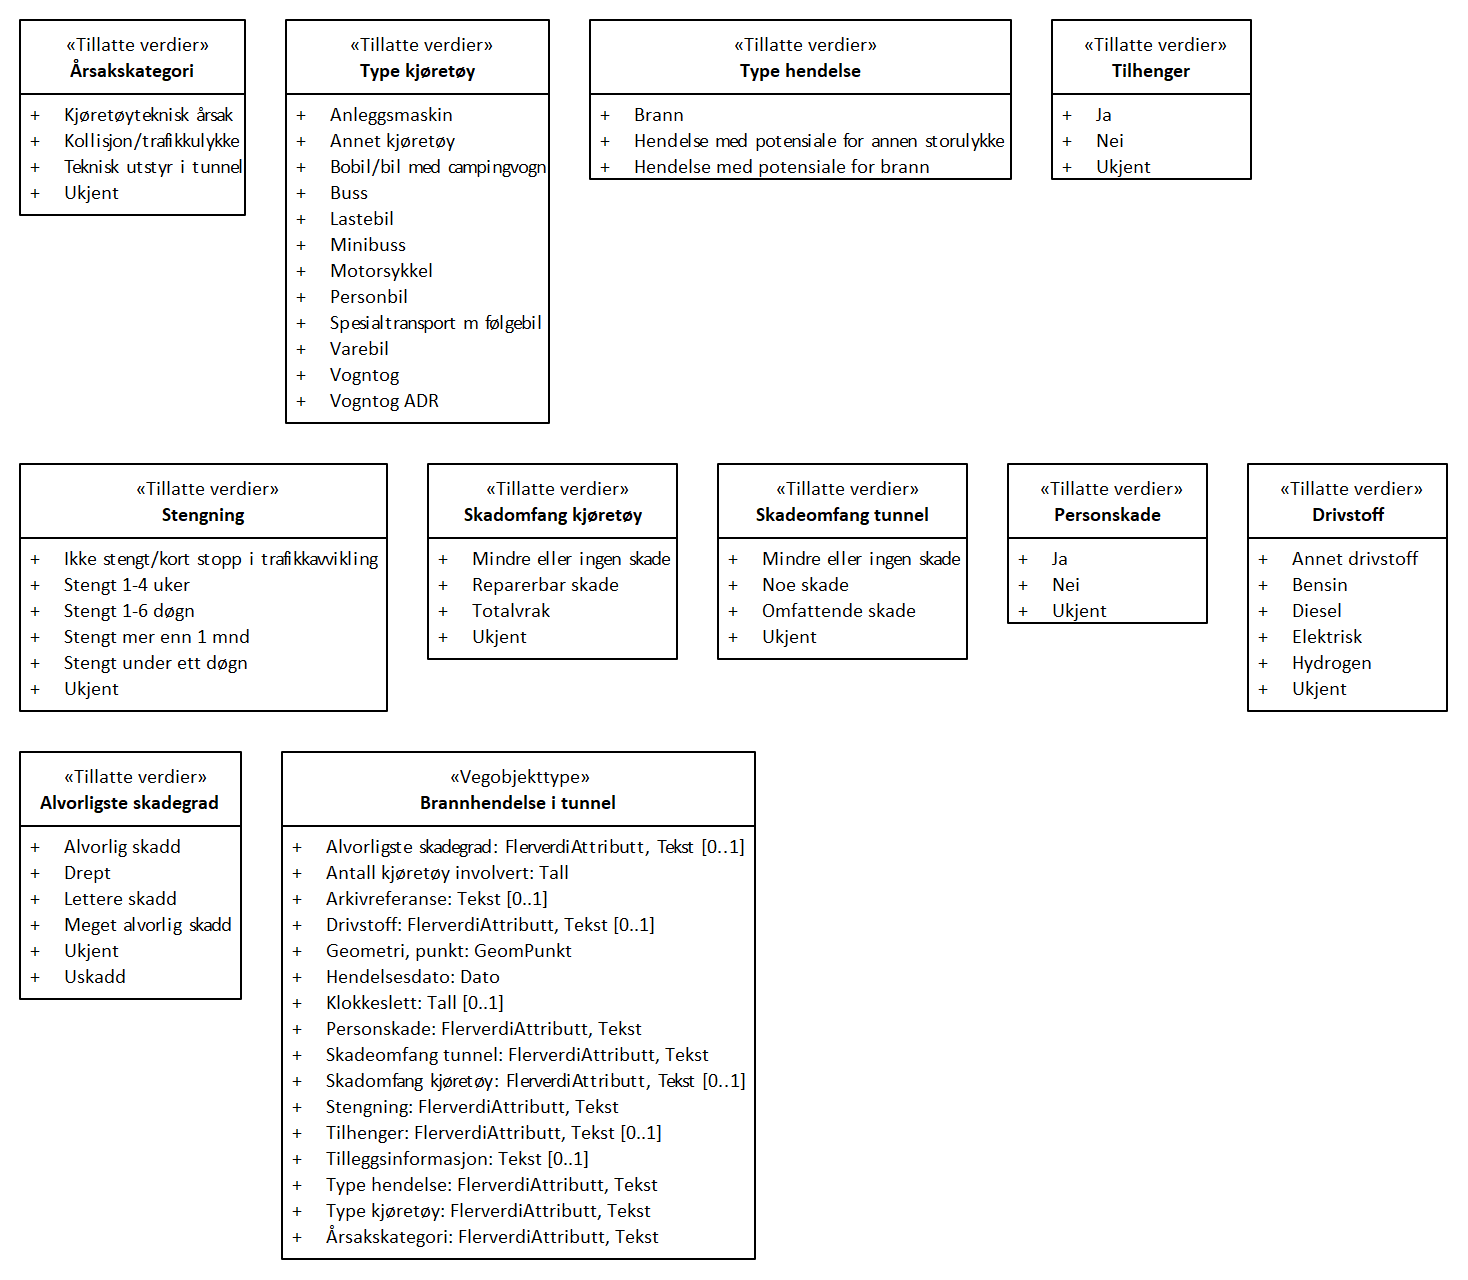 «Tillatte verdier»
Årsakskategori
+ Kjøretøyteknisk årsak
+ Kollisjon/trafikkulykke
+ Teknisk utstyr i tunnel
+ Ukjent
«Tillatte verdier»
Type kjøretøy
+ Anleggsmaskin
+ Annet kjøretøy
+ Bobil/bil med campingvogn
+ Buss
+ Lastebil
+ Minibuss
+ Motorsykkel
+ Personbil
+ Spesialtransport m følgebil
+ Varebil
+ Vogntog
+ Vogntog ADR
«Tillatte verdier»
Type hendelse
+ Brann
+ Hendelse med potensiale for annen storulykke
+ Hendelse med potensiale for brann
«Tillatte verdier»
Tilhenger
+ Ja
+ Nei
+ Ukjent
«Tillatte verdier»
Stengning
+ Ikke stengt/kort stopp i trafikkavvikling
+ Stengt 1-4 uker
+ Stengt 1-6 døgn
+ Stengt mer enn 1 mnd
+ Stengt under ett døgn
+ Ukjent
«Tillatte verdier»
Skadomfang kjøretøy
+ Mindre eller ingen skade
+ Reparerbar skade
+ Totalvrak
+ Ukjent
«Tillatte verdier»
Skadeomfang tunnel
+ Mindre eller ingen skade
+ Noe skade
+ Omfattende skade
+ Ukjent
«Tillatte verdier»
Personskade
+ Ja
+ Nei
+ Ukjent
«Tillatte verdier»
Drivstoff
+ Annet drivstoff
+ Bensin
+ Diesel
+ Elektrisk
+ Hydrogen
+ Ukjent
«Tillatte verdier»
Alvorligste skadegrad
+ Alvorlig skadd
+ Drept
+ Lettere skadd
+ Meget alvorlig skadd
+ Ukjent
+ Uskadd
«Vegobjekttype»
Brannhendelse i tunnel
+ Alvorligste skadegrad: FlerverdiAttributt, Tekst [0..1]
+ Antall kjøretøy involvert: Tall
+ Arkivreferanse: Tekst [0..1]
+ Drivstoff: FlerverdiAttributt, Tekst [0..1]
+ Geometri, punkt: GeomPunkt
+ Hendelsesdato: Dato
+ Klokkeslett: Tall [0..1]
+ Personskade: FlerverdiAttributt, Tekst
+ Skadeomfang tunnel: FlerverdiAttributt, Tekst
+ Skadomfang kjøretøy: FlerverdiAttributt, Tekst [0..1]
+ Stengning: FlerverdiAttributt, Tekst
+ Tilhenger: FlerverdiAttributt, Tekst [0..1]
+ Tilleggsinformasjon: Tekst [0..1]
+ Type hendelse: FlerverdiAttributt, Tekst
+ Type kjøretøy: FlerverdiAttributt, Tekst
+ Årsakskategori: FlerverdiAttributt, Tekst